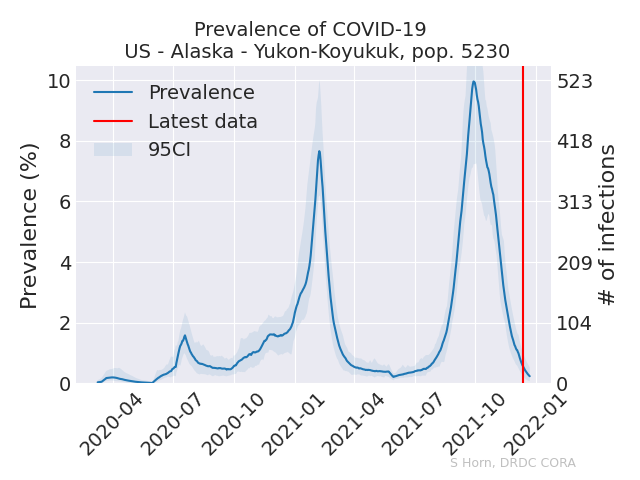 Prevalence of COVID-19
US - Alaska - Yukon-Koyukuk, pop. 5230
Prevalence
Latest data
95CI
Prevalence (%)
10
8
6
4
2
0
523
418
313
209
104
0
# of infections
2020-04
2020-07
2020-10
2021-01
2021-04
2021-07
2021-10
2022-01
S Horn, DRDC CORA